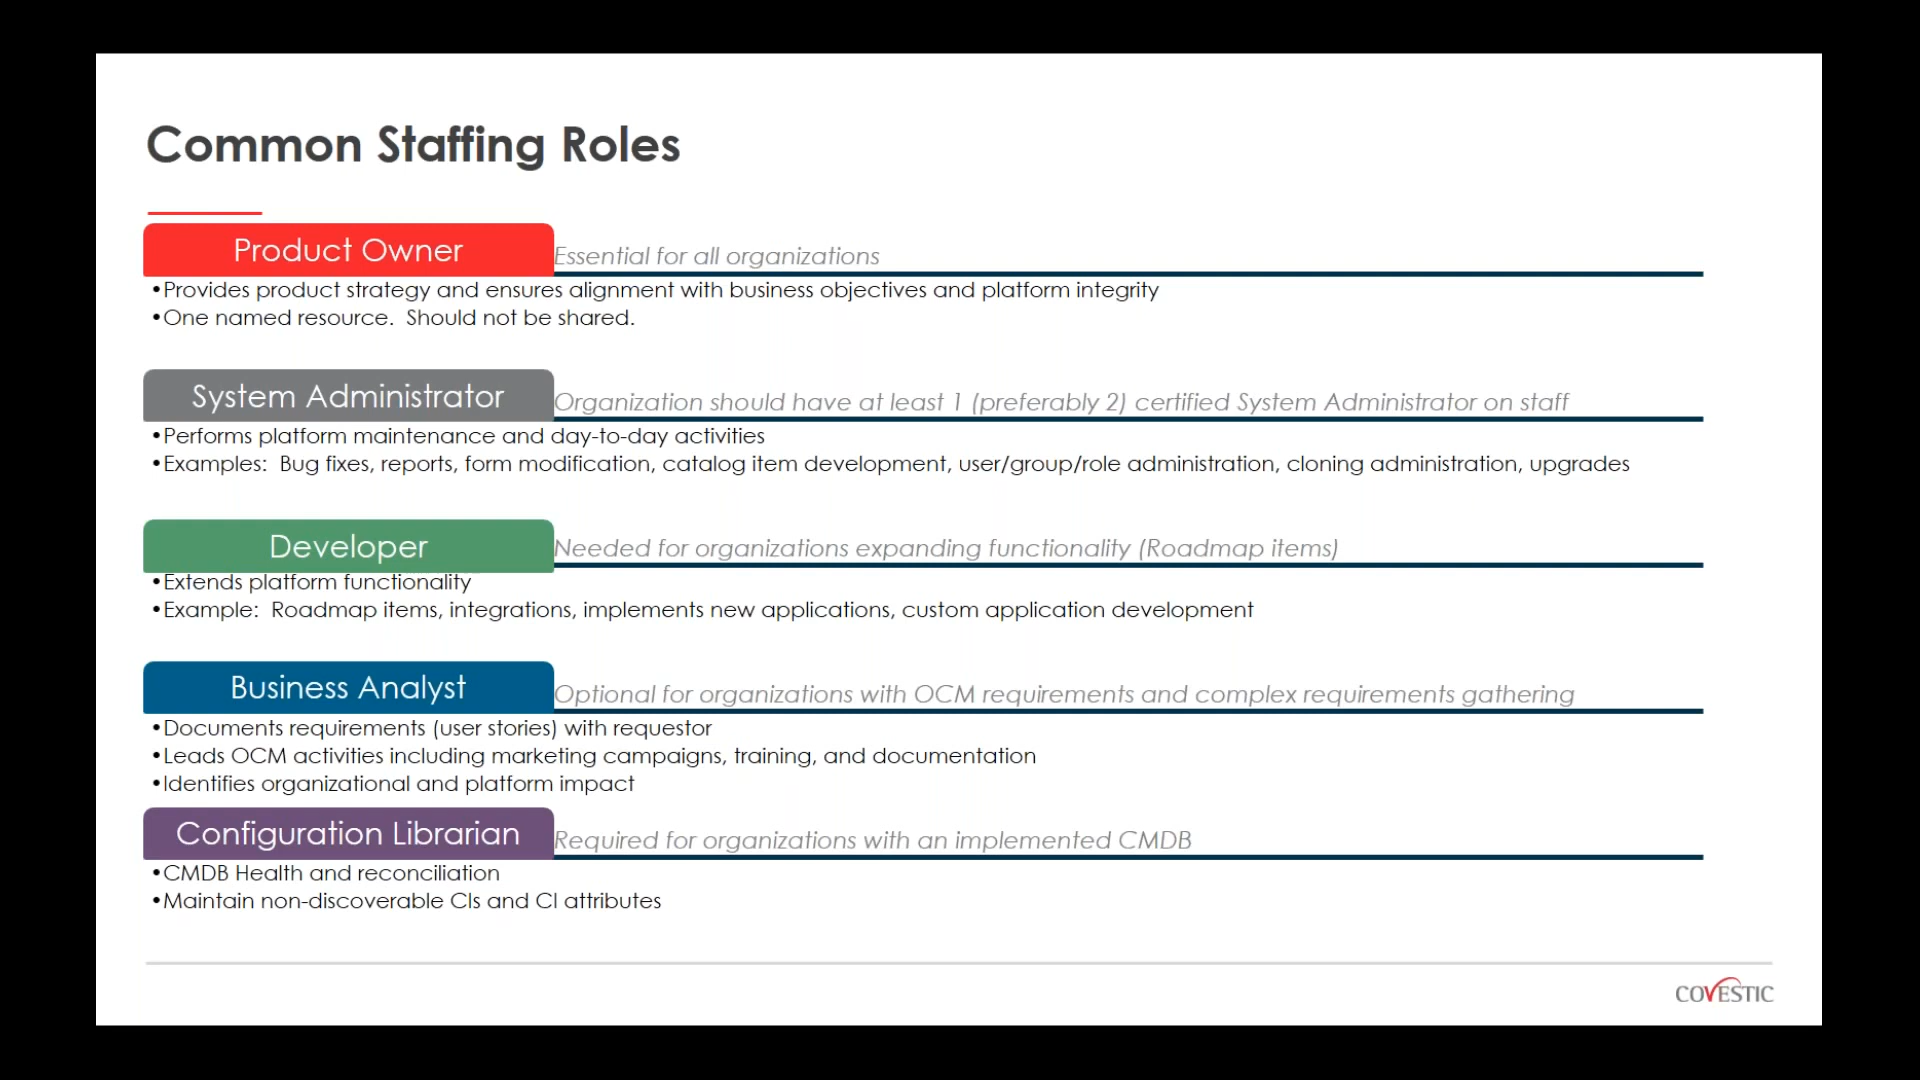 Common Staffing Roles
Product Owner
Essential for all organizations
•Provides product strategy and ensures alignment with business objectives and platform integrity
•One named resource.  Should not be shared.
System Administrator
Organization should have at least 1 (preferably 2) certified System Administrator on staff
•Performs platform maintenance and day-to-day activities
•Examples:  Bug fixes, reports, form modification, catalog item development, user/group/role administration, cloning administration, upgrades
Developer
Needed for organizations expanding functionality (Roadmap items)
•Extends platform functionality
•Example:  Roadmap items, integrations, implements new applications, custom application development
Business Analyst
Optional for organizations with OCM requirements and complex requirements gathering
•Documents requirements (user stories) with requestor
•Leads OCM activities including marketing campaigns, training, and documentation
•Identifies organizational and platform impact
Configuration Librarian
Required for organizations with an implemented CMDB
•CMDB Health and reconciliation
•Maintain non-discoverable CIs and CI attributes
COVESTIC